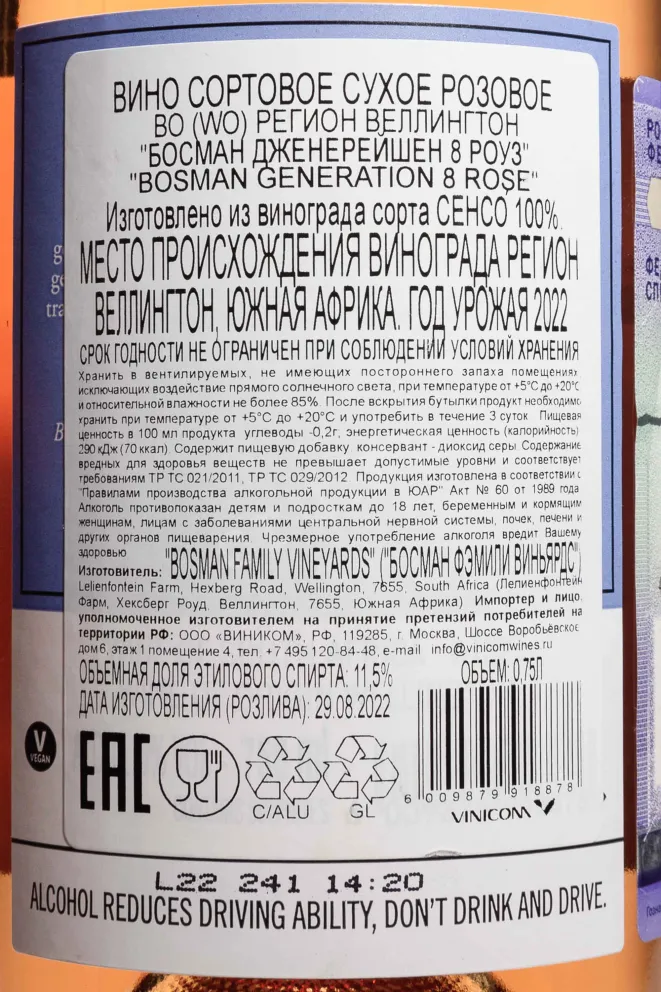 ВИНО СОРТОВОЕ СУХОЕ РОЗОВОЕ
ВО (WO) РЕГИОН ВЕЛЛИНГТОН
"БОСМАН ДЖЕНЕРЕЙШЕН 8 РОУЗ"
"BOSMAN GENERATION 8 ROSE"
Изготовлено из винограда сорта СЕНСО 100%.
МЕСТО ПРОИСХОЖДЕНИЯ ВИНОГРАДА РЕГИОН
ВЕЛЛИНГТОН, ЮЖНАЯ АФРИКА. ГОД УРОЖАЯ 2022
СРОК ГОДНОСТИ НЕ ОГРАНИЧЕН ПРИ СОБЛЮДЕНИИ УСЛОВИЙ ХРАНЕНИЯ
Хранить в вентилируемых, не имеющих постороннего запаха помещениях
исключающих воздействие прямого солнечного света, при температуре от +5°С до +20°С
и относительной влажности не более 85%. После вскрытия бутылки продукт необходимо
хранить при температуре от +5°С до +20°С и употребить в течение 3 суток Пищевая
ценность в 100 мл продукта углеводы -0,2г, энергетическая ценность (калорийность)
290 кДж (70 ккал). Содержит пищевую добавку консервант - диоксид серы Содержание
вредных для здоровья веществ не превышает допустимые уровни и соответствует
требованиям ТР ТС 021/2011, ТР ТС 029/2012 Продукция изготовлена в соответствии с
"Правилами производства алкогольной продукции в ЮАР" Акт № 60 от 1989 года
Алкоголь противопоказан детям и подросткам до 18 лет, беременным и кормящим
женщинам, лицам с заболеваниями центральной нервной системы, почек, печени и
других органов пищеварения. Чрезмерное употребление алкоголя вредит Вашему
здоровью
Изготовитель: "BOSMAN FAMILY VINEYARDS" ("БОСМАН ФЭМИЛИ ВИНЬЯРДС")
Lelienfontein Farm, Hexberg Road, Wellington, 7655, South Africa (Лелиенфонтейн
Фарм, Хексберг Роуд, Веллингтон, 7655, Южная Африка) Импортер и лицо,
уполномоченное изготовителем на принятие претензий потребителей на
территории РФ: ООО «ВИНИКОМ», РФ, 119285, г. Москва, Шоссе Воробьёвское
дом 6, этаж 1 помещение 4, тел. +7 495 120-84-48, e-mail info@vinicomwines.ru
ОБЪЕМНАЯ ДОЛЯ ЭТИЛОВОГО СПИРТА: 11,5%
ОБЪЕМ: 0.75Л
ДАТА ИЗГОТОВЛЕНИЯ (РОЗЛИВА): 29.08.2022
V
VEGAN
EAC
C/ALU
GL
6 009879 918878
VINICOM
L22 241 14:20
ALCOHOL REDUCES DRIVING ABILITY, DON'T DRINK AND DRIVE.